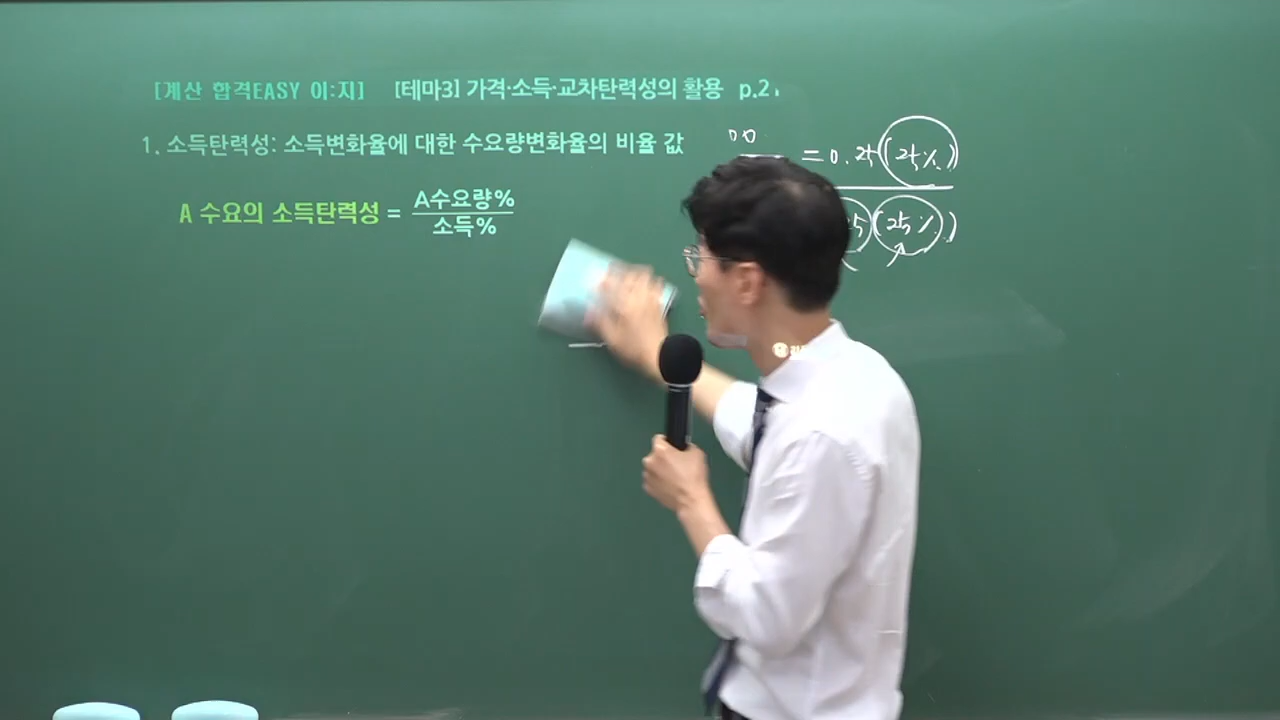 [계산 합격EASY 이:지] [테마3] 가격·소득·교차탄력성의 활용 p.2
1. 소득탄력성: 소득변화율에 대한 수요량변화율의 비율 값
A 수요의 소득탄력성 = A수요량% / 소득%
= 0.25 (25%)
(25%)